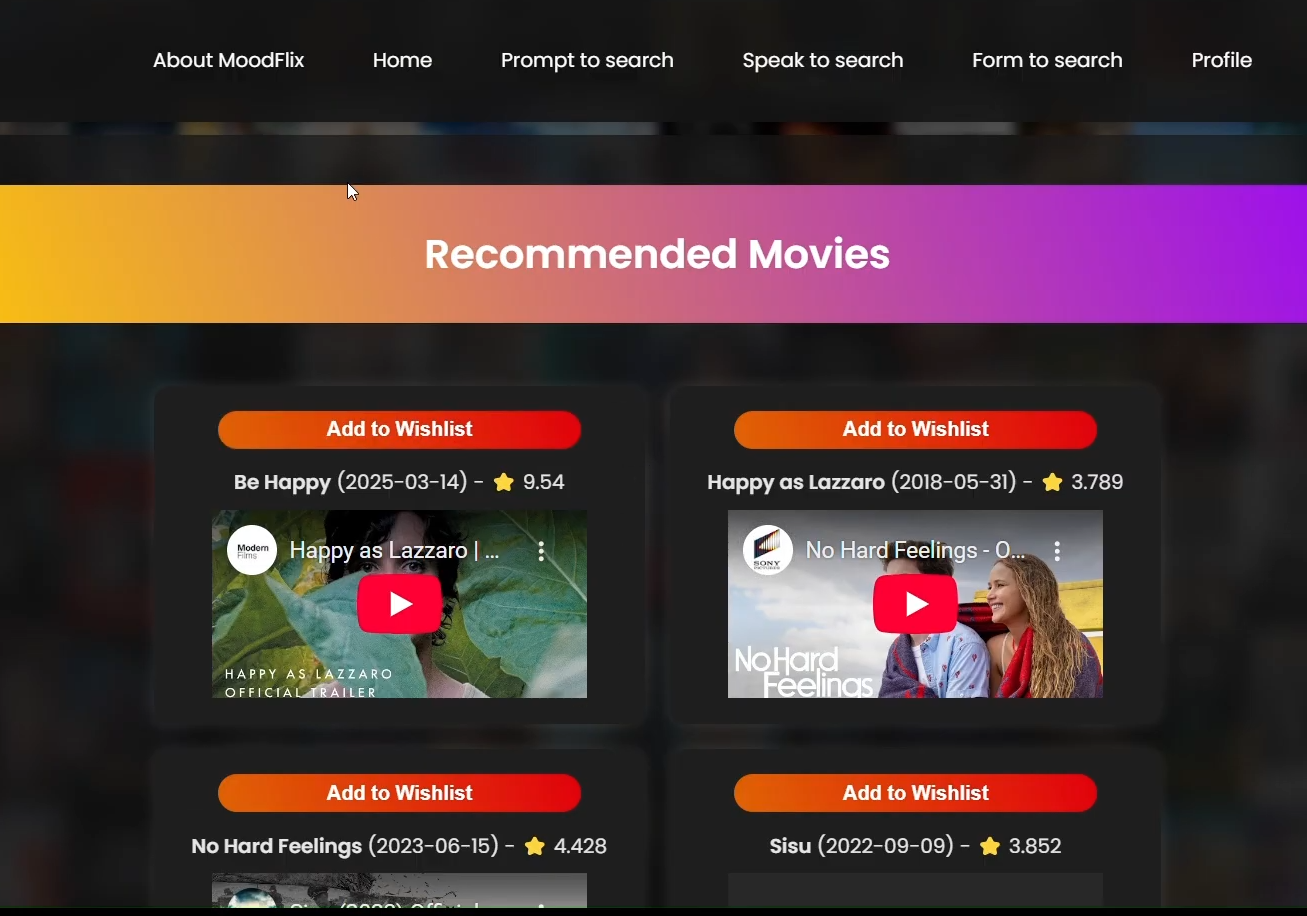 About MoodFlix Home Prompt to search Speak to search Form to search Profile
Recommended Movies
Add to Wishlist
Be Happy (2025-03-14) - ⭐ 9.54
Modern
Films
Happy as Lazzaro | ...
HAPPY AS LAZZARO
OFFICIAL TRAILER
Add to Wishlist
Happy as Lazzaro (2018-05-31) - ⭐ 3.789
SONY
PICTURES
No Hard Feelings - O...
No Hard
Feelings
Add to Wishlist
No Hard Feelings (2023-06-15) - ⭐ 4.428
Add to Wishlist
Sisu (2022-09-09) - ⭐ 3.852